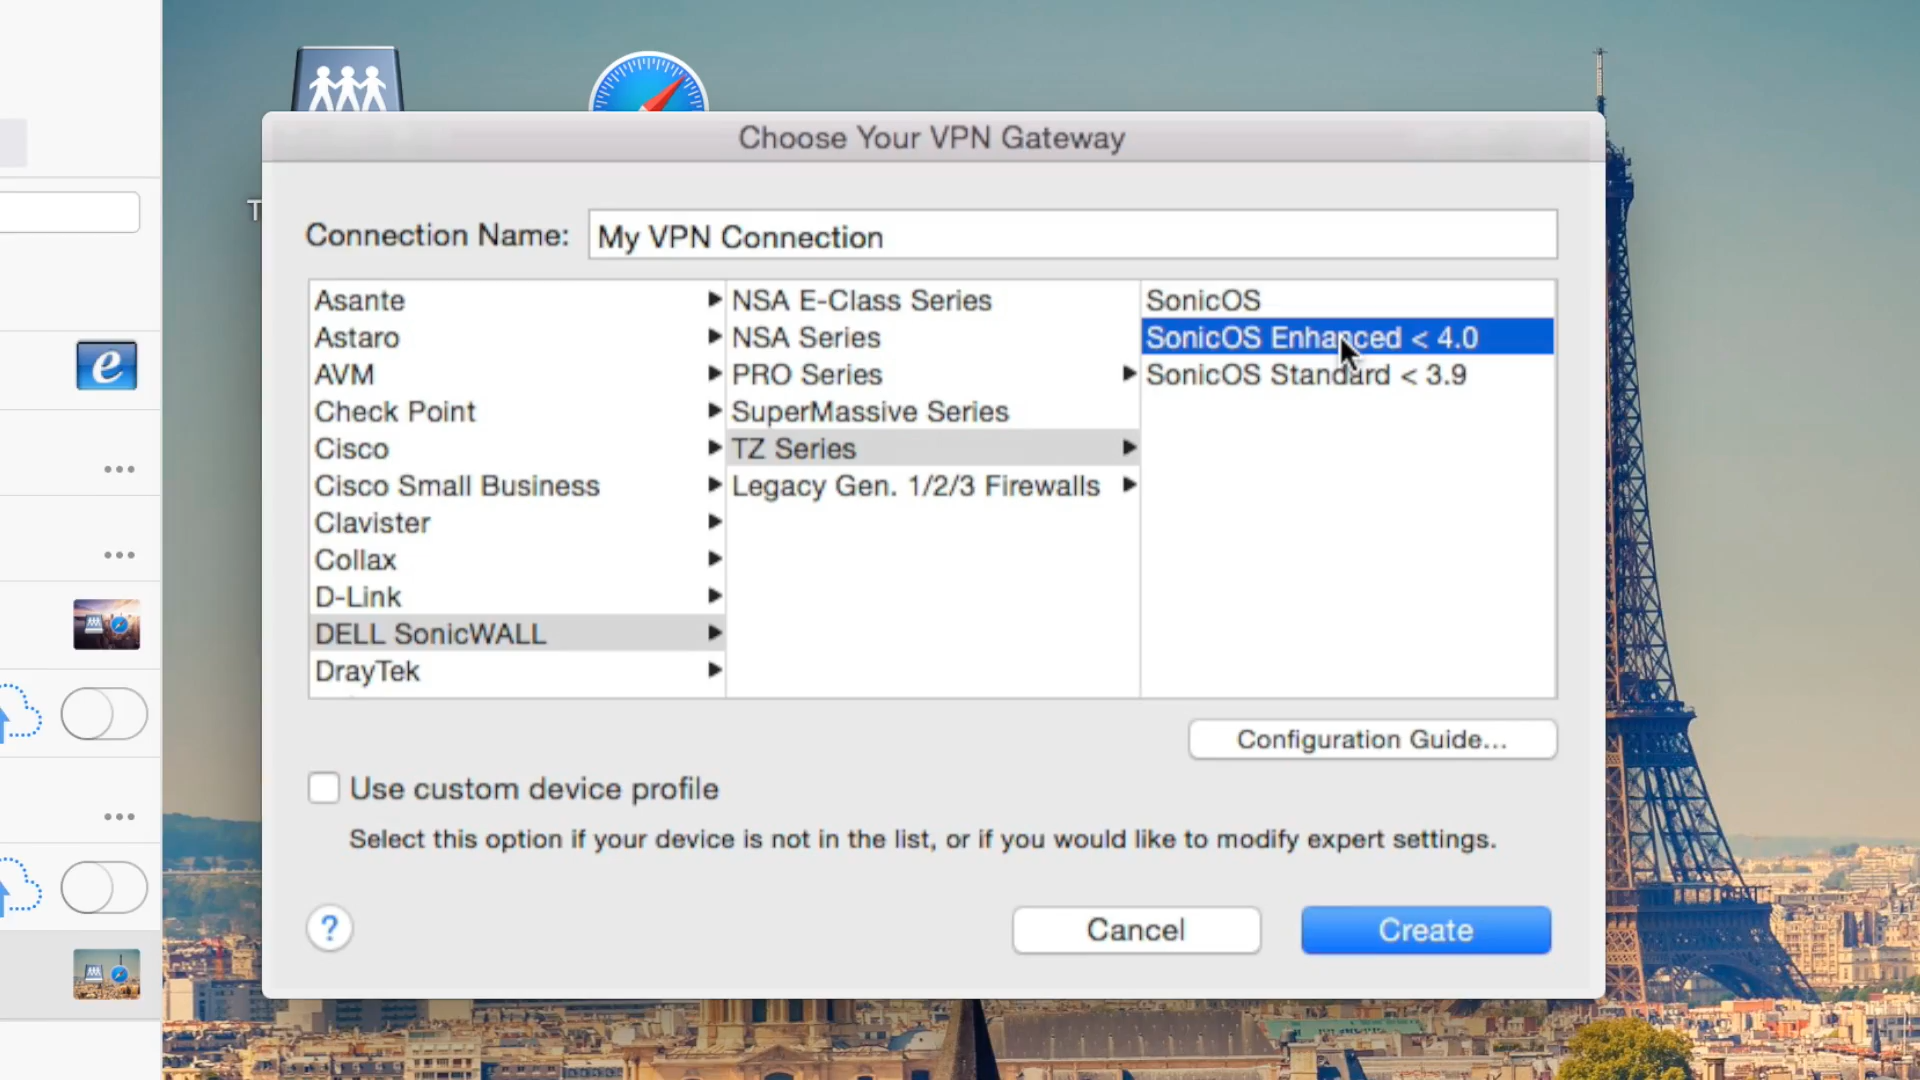 Choose Your VPN Gateway
T
Connection Name: My VPN Connection
Asante NSA E-Class Series SonicOS
Astaro NSA Series SonicOS Enhanced < 4.0
AVM PRO Series SonicOS Standard < 3.9
Check Point SuperMassive Series
Cisco TZ Series
Cisco Small Business Legacy Gen. 1/2/3 Firewalls
Clavister
Collax
D-Link
DELL SonicWALL
DrayTek
Configuration Guide...
Use custom device profile
Select this option if your device is not in the list, or if you would like to modify expert settings.
? Cancel Create